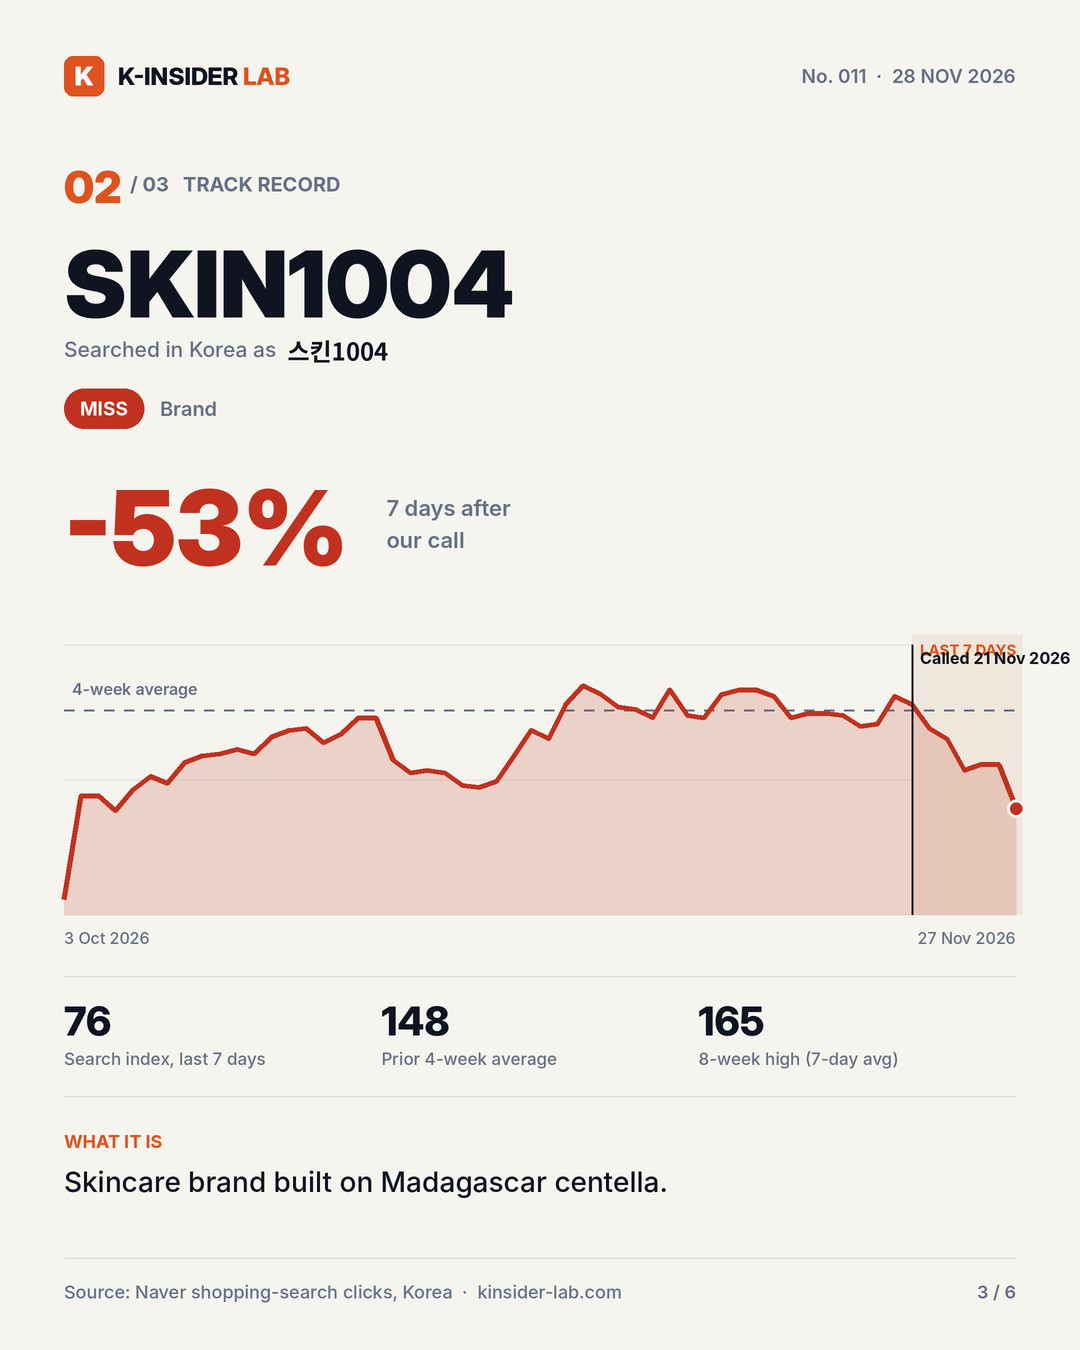 K K-INSIDER LAB
No. 011 · 28 NOV 2026
02 / 03 TRACK RECORD
SKIN1004
Searched in Korea as 스킨1004
MISS Brand
-53%
7 days after
our call
LAST 7 DAYS
Called 21 Nov 2026
4-week average
3 Oct 2026
27 Nov 2026
76
Search index, last 7 days
148
Prior 4-week average
165
8-week high (7-day avg)
WHAT IT IS
Skincare brand built on Madagascar centella.
Source: Naver shopping-search clicks, Korea · kinsider-lab.com
3 / 6